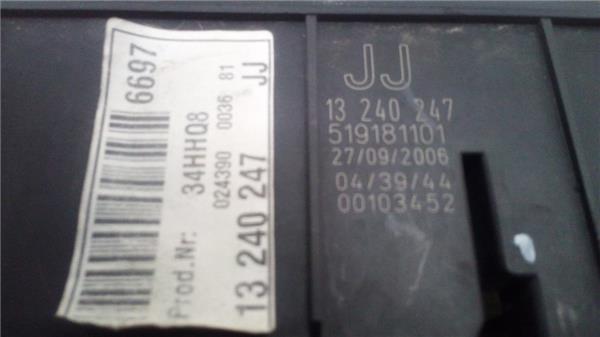 6697
Prod.Nr: 34HHQ8
024390 0036 81
13 240 247 JJ
JJ
13 240 247
519181101
27/09/2006
04/39/44
00103452